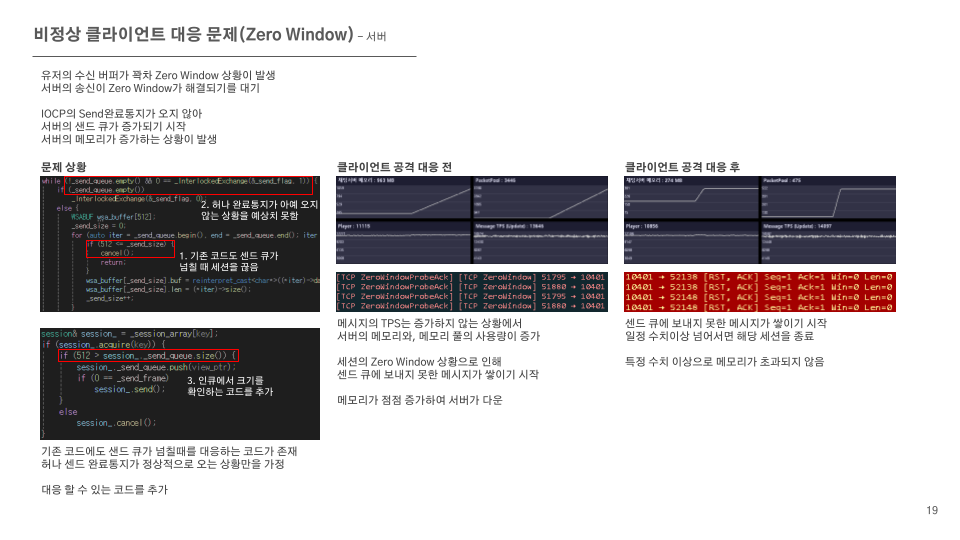 비정상 클라이언트 대응 문제(Zero Window) – 서버
유저의 수신 버퍼가 꽉차 Zero Window 상황이 발생
서버의 송신이 Zero Window가 해결되기를 대기
IOCP의 Send완료통지가 오지 않아
서버의 샌드 큐가 증가되기 시작
서버의 메모리가 증가하는 상황이 발생
문제 상황
while (!_send_queue.empty() && 0 == _InterlockedExchange(&_send_flag, 1)) {
if (_send_queue.empty())
_InterlockedExchange(&_send_flag, 0);
else {
WSABUF wsa_buffer[512];
_send_size = 0;
for (auto iter = _send_queue.begin(), end = _send_queue.end(); iter
if (512 <= _send_size) {
cancel();
return;
}
wsa_buffer[_send_size].buf = reinterpret_cast<char*>((*iter)->da
wsa_buffer[_send_size].len = (*iter)->size();
_send_size++;
}
2. 허나 완료통지가 아예 오지
않는 상황을 예상치 못함
1. 기존 코드도 센드 큐가
넘칠 때 세션을 끊음
session& session_ = _session_array[key];
if (session_.acquire(key)) {
if (512 > session_._send_queue.size()) {
session_._send_queue.push(view_ptr);
if (0 == _send_frame)
session_.send();
}
else
session_.cancel();
}
3. 인큐에서 크기를
확인하는 코드를 추가
기존 코드에도 샌드 큐가 넘칠때를 대응하는 코드가 존재
허나 센드 완료통지가 정상적으로 오는 상황만을 가정
대응 할 수 있는 코드를 추가
클라이언트 공격 대응 전
채팅서버 메모리 : 963 MB
PacketPool : 3446
Player : 11119
Message TPS (Update) : 13646
[TCP ZeroWindowProbeAck] [TCP ZeroWindow] 51795 → 10401
[TCP ZeroWindowProbeAck] [TCP ZeroWindow] 51880 → 10401
[TCP ZeroWindowProbeAck] [TCP ZeroWindow] 51795 → 10401
[TCP ZeroWindowProbeAck] [TCP ZeroWindow] 51880 → 10401
메시지의 TPS는 증가하지 않는 상황에서
서버의 메모리와, 메모리 풀의 사용량이 증가
세션의 Zero Window 상황으로 인해
센드 큐에 보내지 못한 메시지가 쌓이기 시작
메모리가 점점 증가하여 서버가 다운
클라이언트 공격 대응 후
채팅서버 메모리 : 274 MB
PacketPool : 475
Player : 10856
Message TPS (Update) : 14097
10401 → 52138 [RST, ACK] Seq=1 Ack=1 Win=0 Len=0
10401 → 52138 [RST, ACK] Seq=1 Ack=1 Win=0 Len=0
10401 → 52148 [RST, ACK] Seq=1 Ack=1 Win=0 Len=0
10401 → 52148 [RST, ACK] Seq=1 Ack=1 Win=0 Len=0
센드 큐에 보내지 못한 메시지가 쌓이기 시작
일정 수치이상 넘어서면 해당 세션을 종료
특정 수치 이상으로 메모리가 초과되지 않음
19